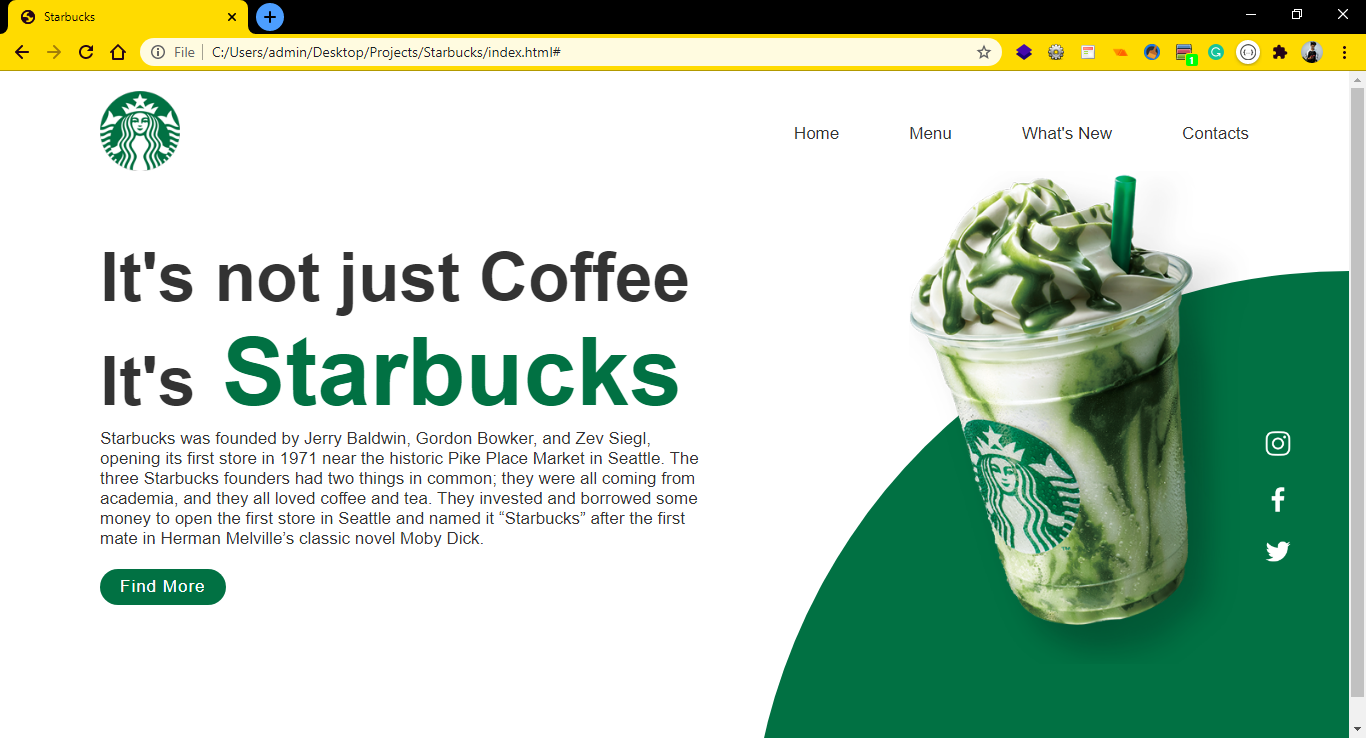 Starbucks
File
C:/Users/admin/Desktop/Projects/Starbucks/index.html#
1
Home
Menu
What's New
Contacts
It's not just Coffee
It's Starbucks
Starbucks was founded by Jerry Baldwin, Gordon Bowker, and Zev Siegl,
opening its first store in 1971 near the historic Pike Place Market in Seattle. The
three Starbucks founders had two things in common; they were all coming from
academia, and they all loved coffee and tea. They invested and borrowed some
money to open the first store in Seattle and named it “Starbucks” after the first
mate in Herman Melville’s classic novel Moby Dick.
Find More
TM